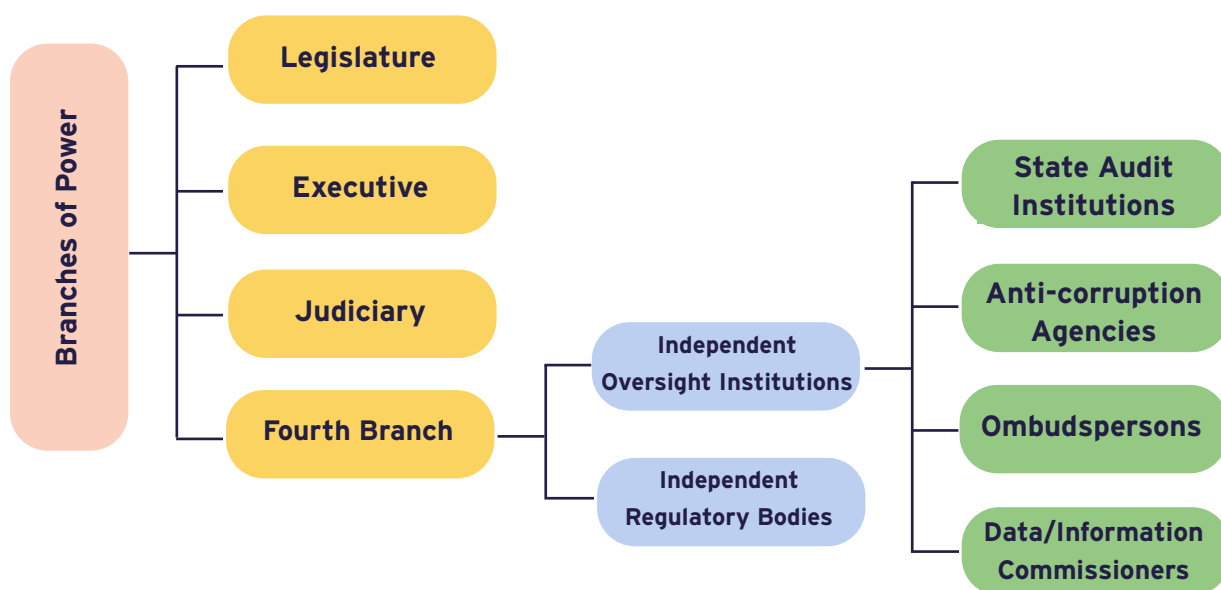 Branches of Power
Legislature
Executive
Judiciary
Fourth Branch
Independent
Oversight Institutions
Independent
Regulatory Bodies
State Audit
Institutions
Anti-corruption
Agencies
Ombudspersons
Data/Information
Commissioners